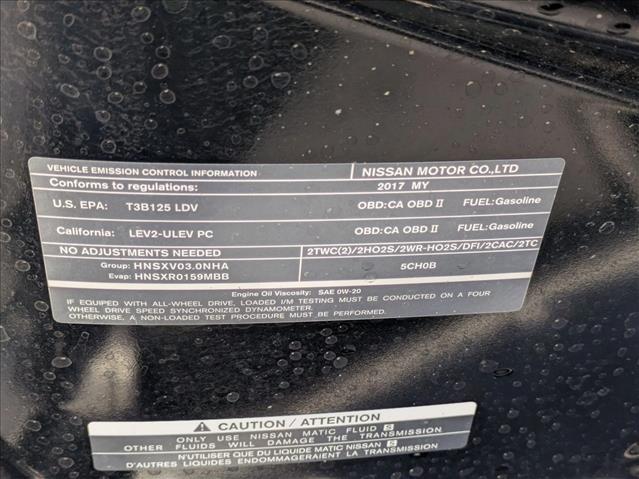 VEHICLE EMISSION CONTROL INFORMATION NISSAN MOTOR CO.,LTD
Conforms to regulations: 2017 MY
U.S. EPA: T3B125 LDV OBD:CA OBD II FUEL:Gasoline
California: LEV2-ULEV PC OBD:CA OBD II FUEL:Gasoline
NO ADJUSTMENTS NEEDED 2TWC(2)/2HO2S/2WR-HO2S/DFI/2CAC/2TC
Group: HNSXV03.0NHA 5CH0B
Evap: HNSXR0159MBB
Engine Oil Viscosity: SAE 0W-20
IF EQUIPPED WITH ALL-WHEEL DRIVE, LOADED I/M TESTING MUST BE CONDUCTED ON A FOUR
WHEEL DRIVE SPEED SYNCHRONIZED DYNAMOMETER.
OTHERWISE, A NON-LOADED TEST PROCEDURE MUST BE PERFORMED.
CAUTION / ATTENTION
ONLY USE NISSAN MATIC FLUID S
OTHER FLUIDS WILL DAMAGE THE TRANSMISSION
N'UTILISER QUE DU LIQUIDE MATIC NISSAN S
D'AUTRES LIQUIDES ENDOMMAGERAIENT LA TRANSMISSION